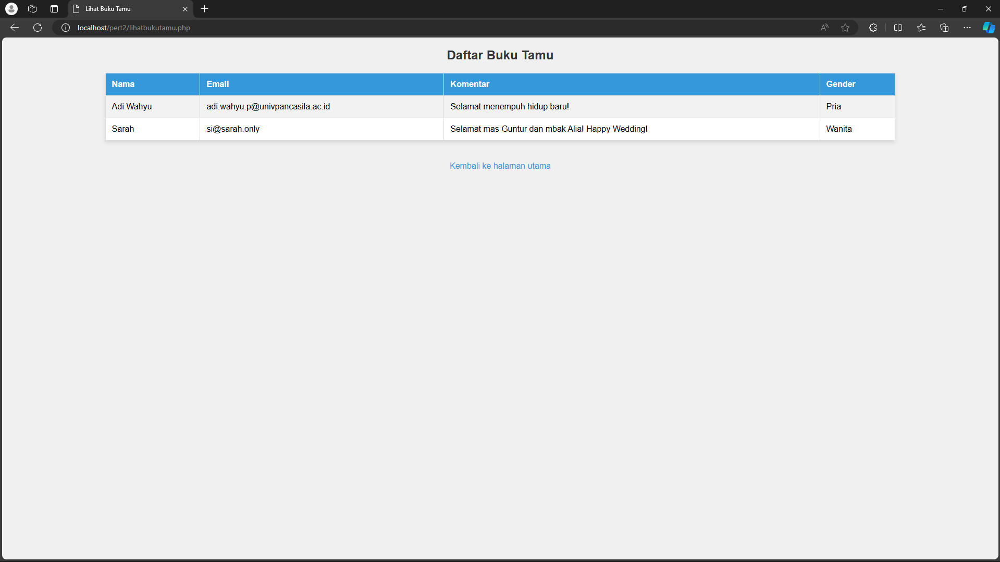 Lihat Buku Tamu
localhost/pert2/lihatbukutamu.php
Daftar Buku Tamu
Nama Email Komentar Gender
Adi Wahyu adi.wahyu.p@univpancasila.ac.id Selamat menempuh hidup baru! Pria
Sarah si@sarah.only Selamat mas Guntur dan mbak Alia! Happy Wedding! Wanita
Kembali ke halaman utama